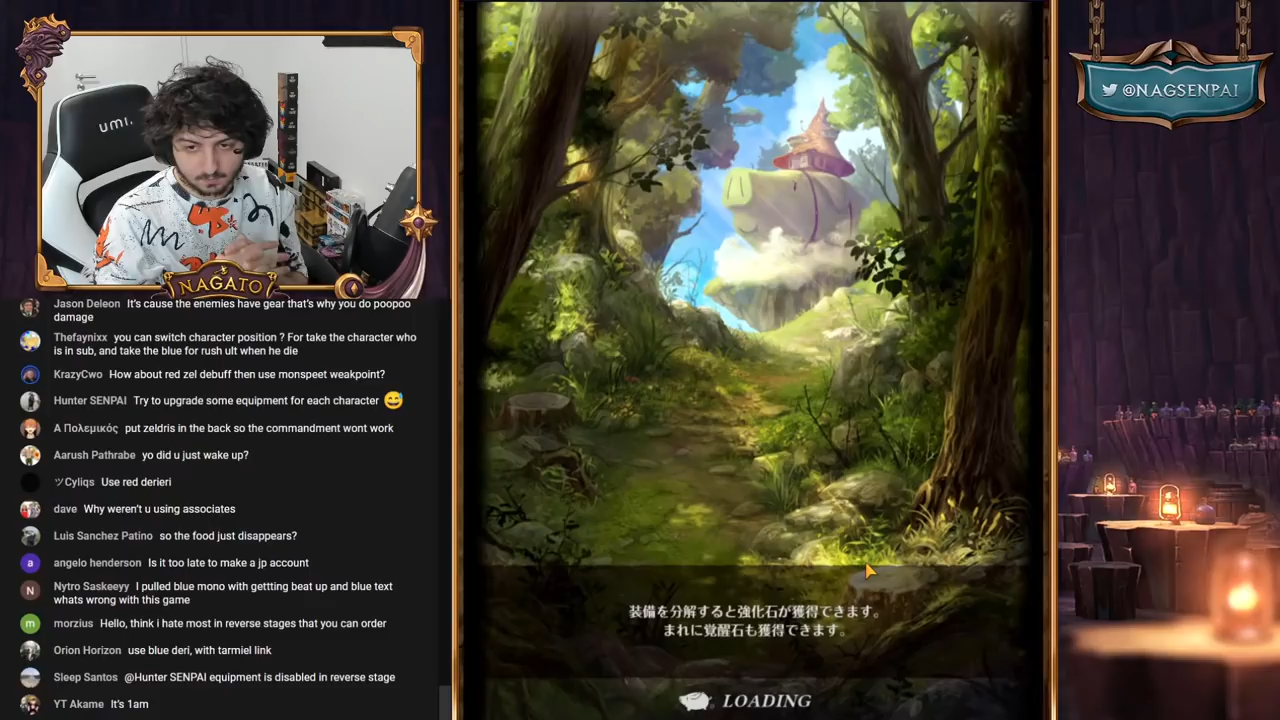 umi.
NAGATO
@NAGSENPAI
Jason Deleon It's cause the enemies have gear that's why you do poopoo
damage
Thefaynixx you can switch character position ? For take the character who
is in sub, and take the blue for rush ult when he die
KrazyCwo How about red zel debuff then use monspeet weakpoint?
Hunter SENPAI Try to upgrade some equipment for each character 😅
Α Πολεμικός put zeldris in the back so the commandment wont work
Aarush Pathrabe yo did u just wake up?
ツCyliqs Use red derieri
dave Why weren't u using associates
Luis Sanchez Patino so the food just disappears?
a
angelo henderson Is it too late to make a jp account
N
Nytro Saskeeyy I pulled blue mono with gettting beat up and blue text
whats wrong with this game
m
morzius Hello, think i hate most in reverse stages that you can order
Orion Horizon use blue deri, with tarmiel link
Sleep Santos @Hunter SENPAI equipment is disabled in reverse stage
YT Akame It's 1am
装備を分解すると強化石が獲得できます。
まれに覚醒石も獲得できます。
LOADING